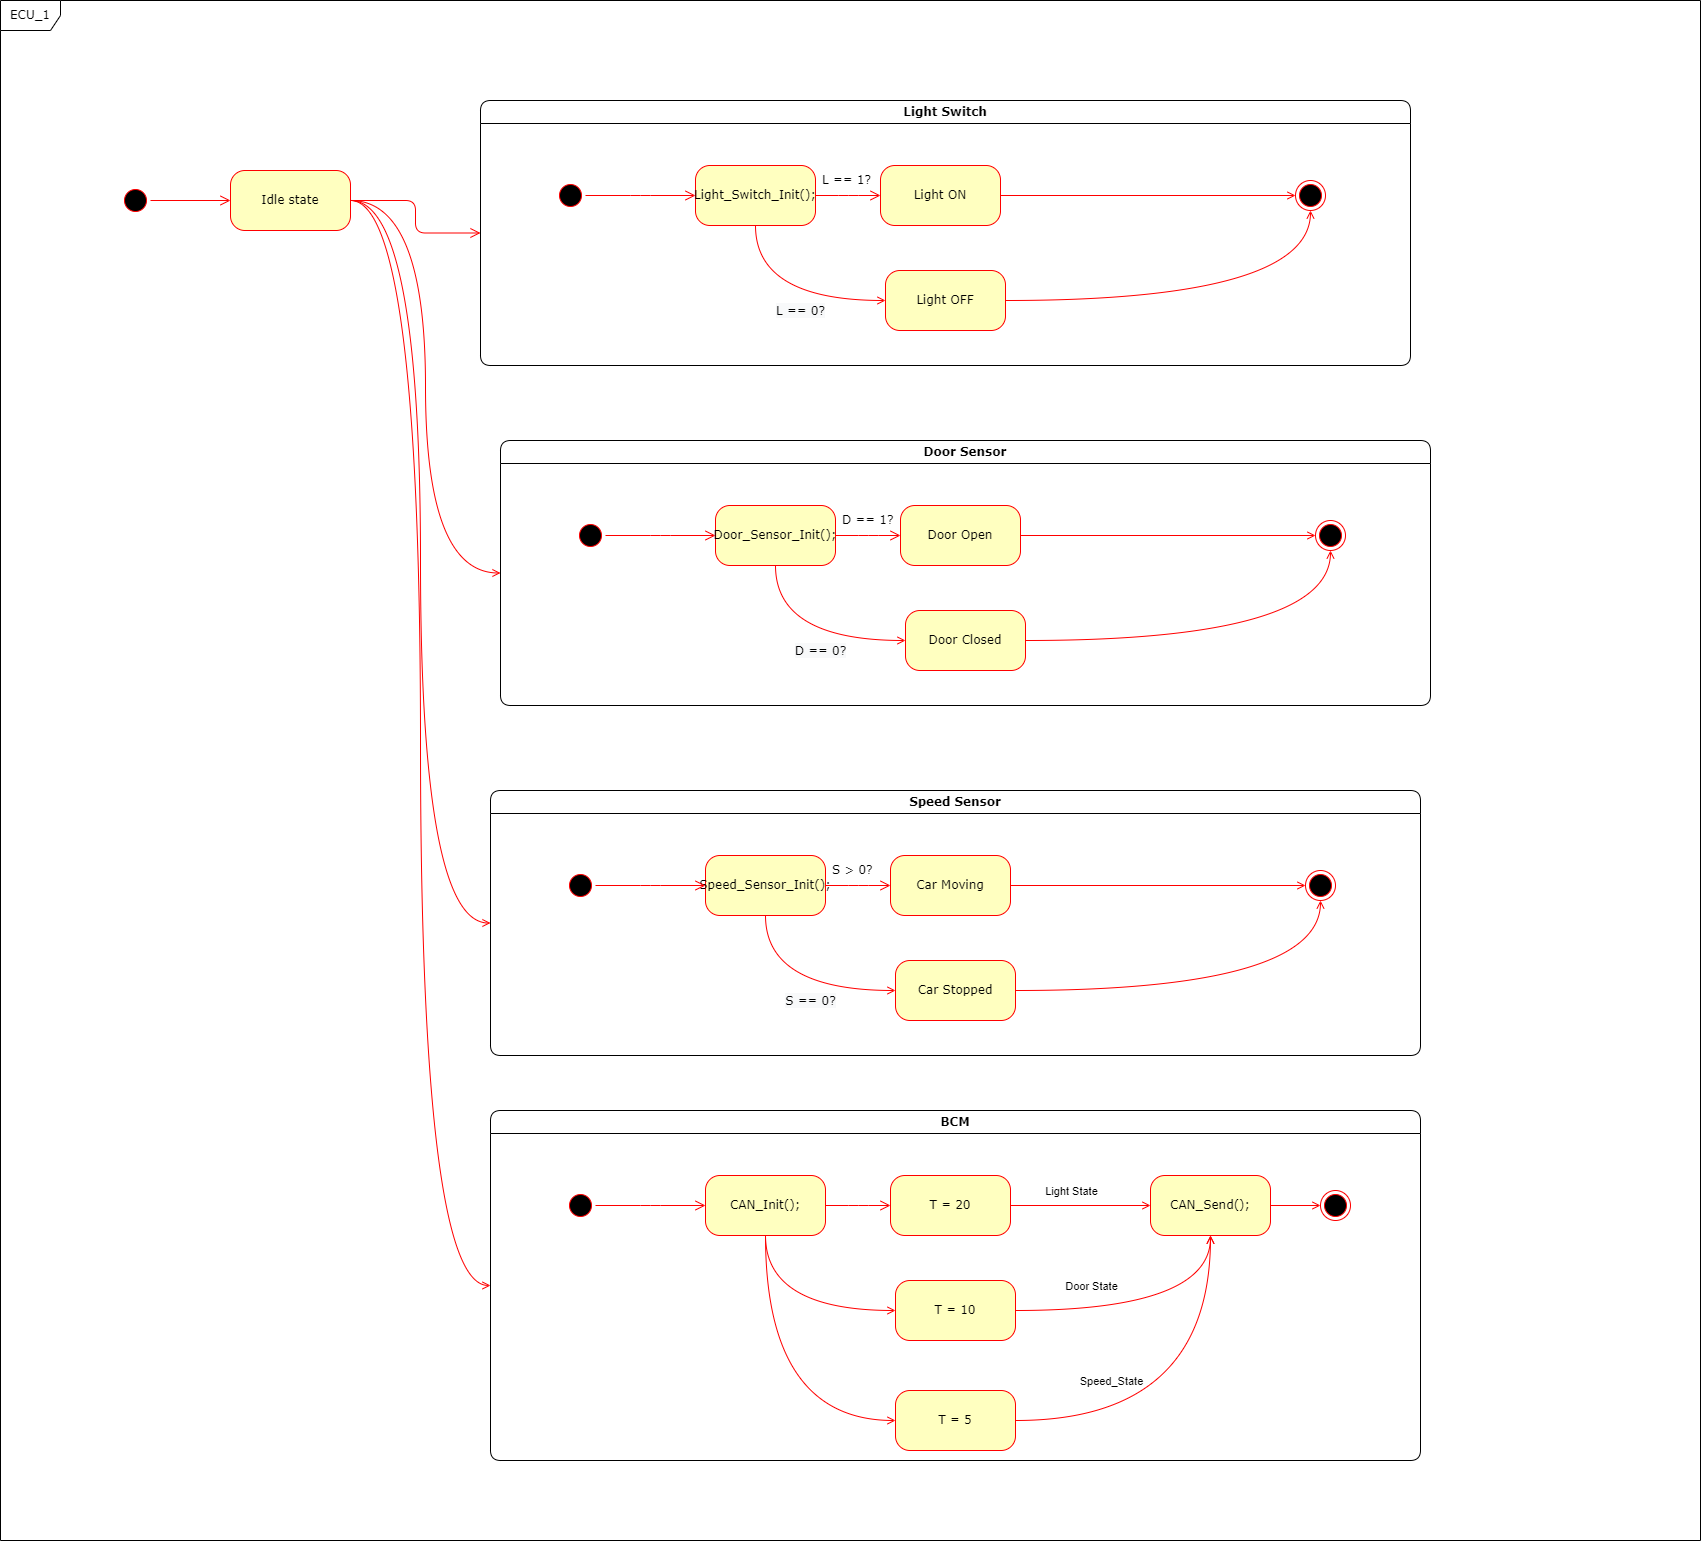 ECU_1
Idle state
Light Switch
Light_Switch_Init();
L == 1?
Light ON
L == 0?
Light OFF
Door Sensor
Door_Sensor_Init();
D == 1?
Door Open
D == 0?
Door Closed
Speed Sensor
Speed_Sensor_Init();
S > 0?
Car Moving
S == 0?
Car Stopped
BCM
CAN_Init();
T = 20
Light State
CAN_Send();
T = 10
Door State
T = 5
Speed_State